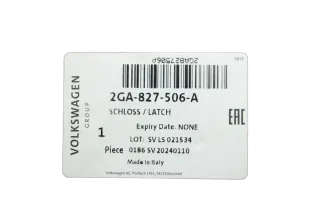 2GA827506A
VOLKSWAGEN
GROUP
2GA-827-506-A
SCHLOSS / LATCH
EAC
1
Expiry Date: NONE
LOT: SV LS 021534
Piece 0186 SV 20240110
Made in Italy